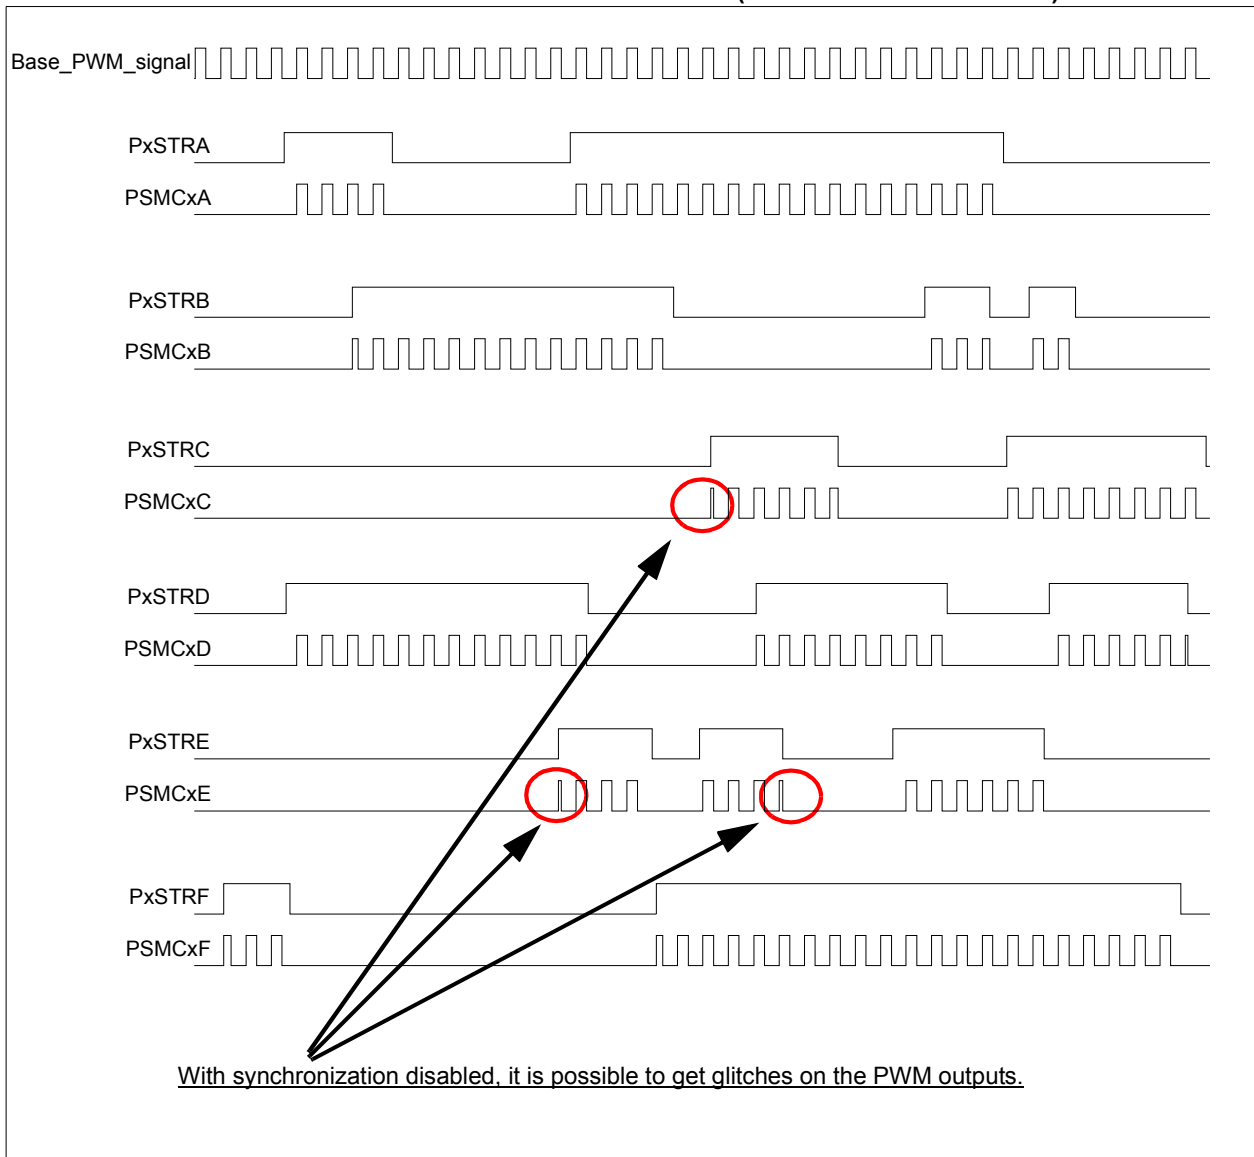 Base_PWM_signal
PxSTRA
PSMCxA
PxSTRB
PSMCxB
PxSTRC
PSMCxC
PxSTRD
PSMCxD
PxSTRE
PSMCxE
PxSTRF
PSMCxF
With synchronization disabled, it is possible to get glitches on the PWM outputs.